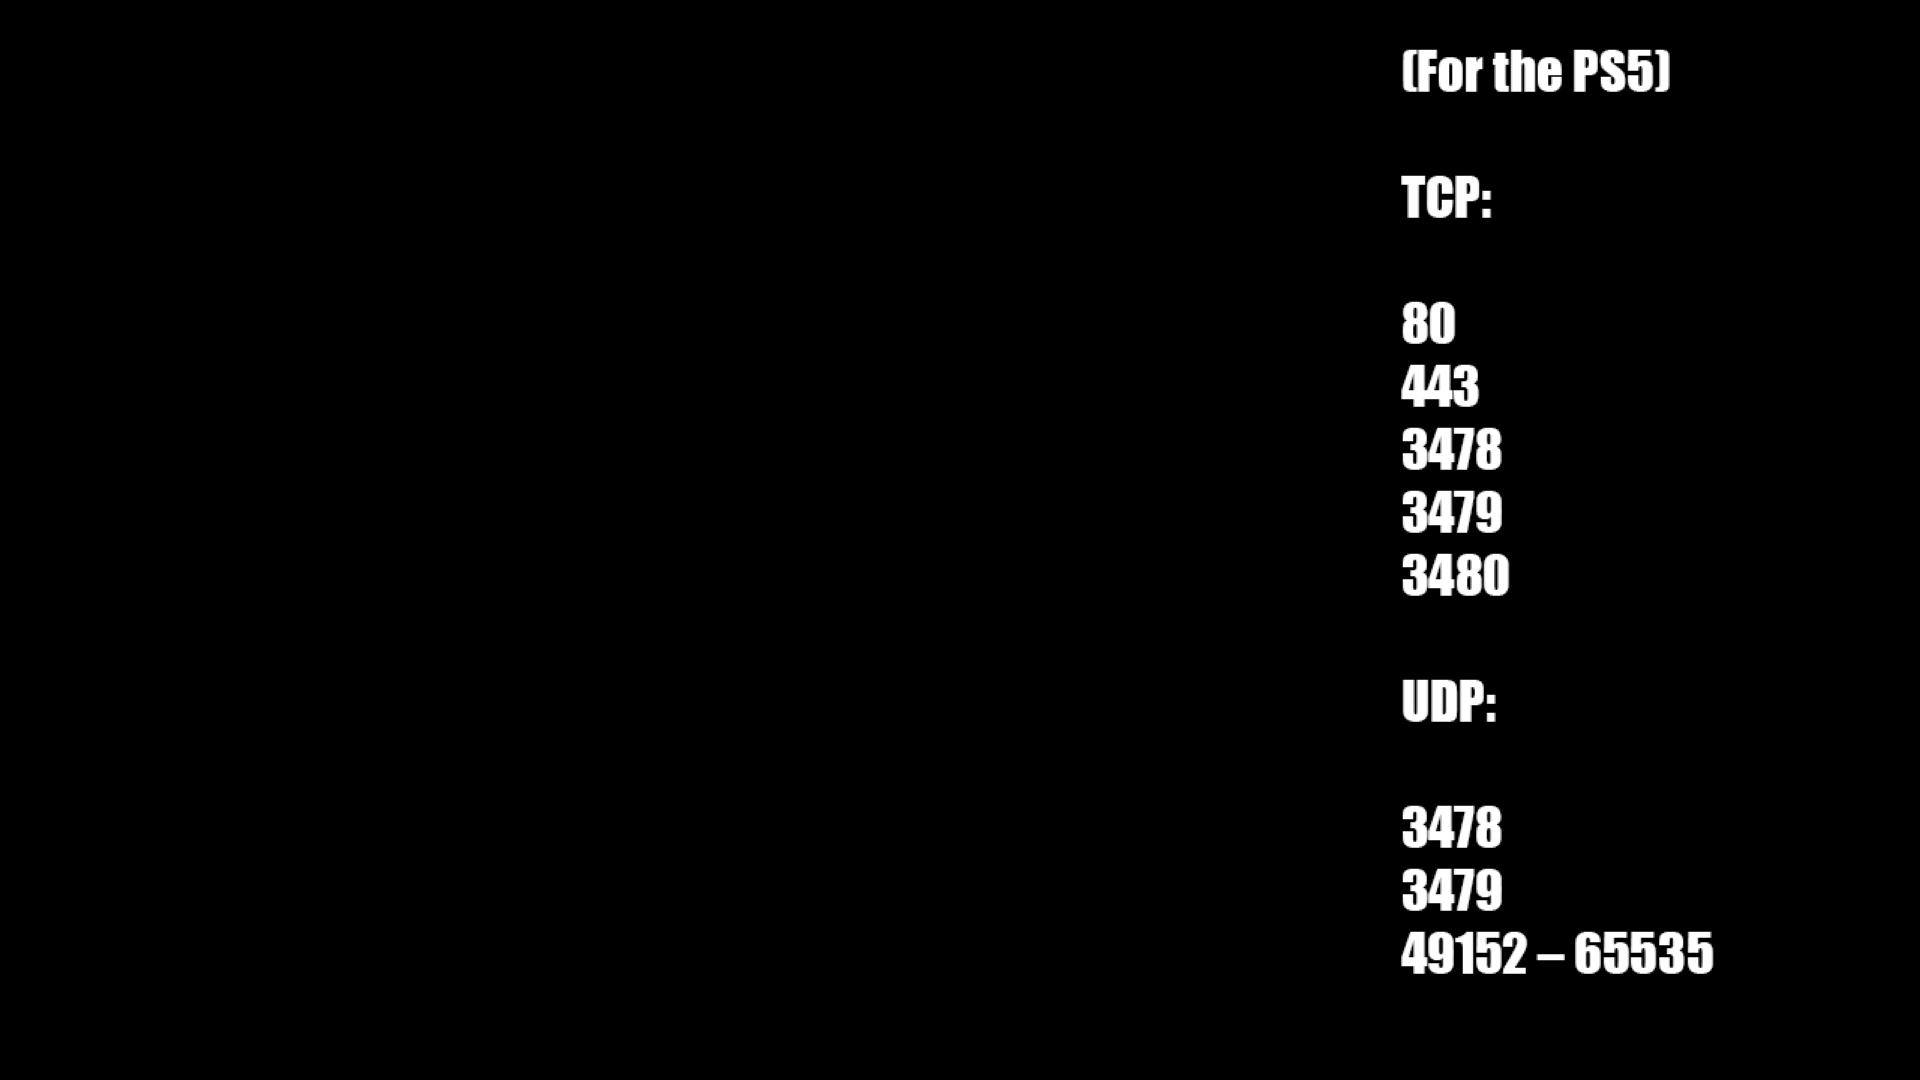 (For the PS5)
TCP:
80
443
3478
3479
3480
UDP:
3478
3479
49152 – 65535